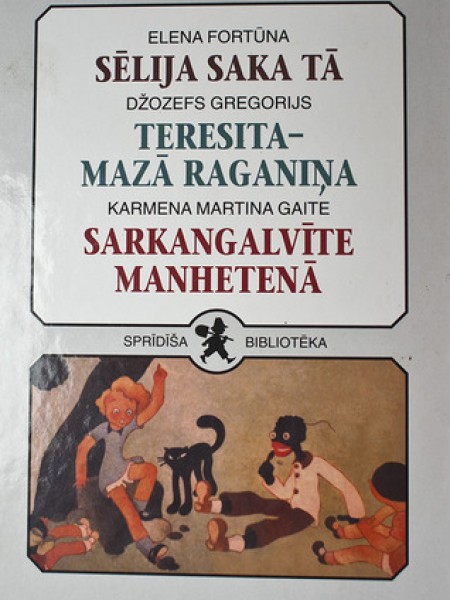 ELENA FORTŪNA
SĒLIJA SAKA TĀ
DŽOZEFS GREGORIJS
TERESITA–
MAZĀ RAGANIŅA
KARMENA MARTINA GAITE
SARKANGALVĪTE
MANHETENĀ
SPRĪDĪŠA BIBLIOTĒKA